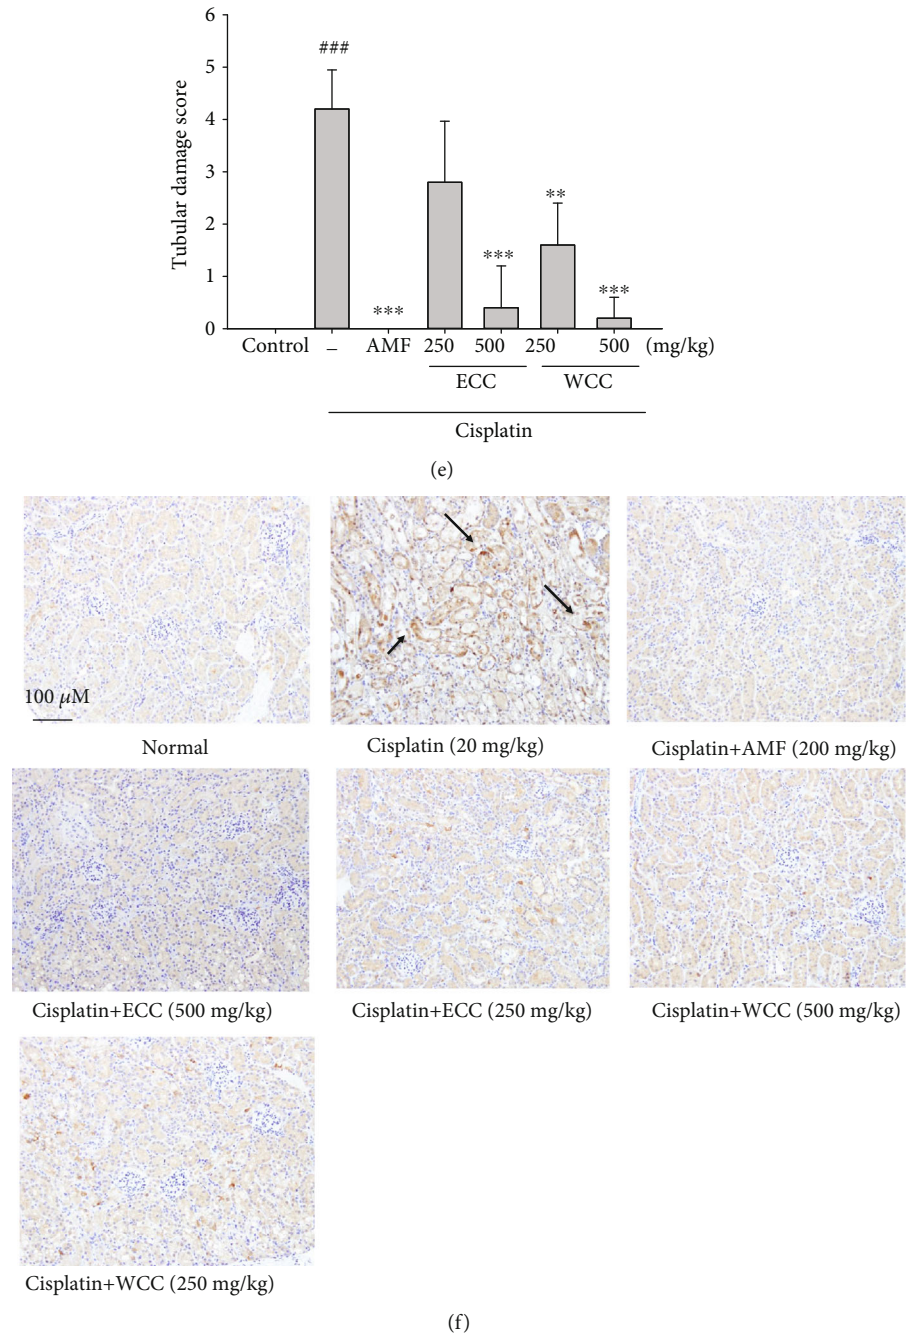 6
###
5
4
3
**
2
***
***
1
***
0
Tubular damage score
Control – AMF 250 500 250 500 (mg/kg)
ECC WCC
Cisplatin
(e)
100 μM
Normal Cisplatin (20 mg/kg) Cisplatin+AMF (200 mg/kg)
Cisplatin+ECC (500 mg/kg) Cisplatin+ECC (250 mg/kg) Cisplatin+WCC (500 mg/kg)
Cisplatin+WCC (250 mg/kg)
(f)